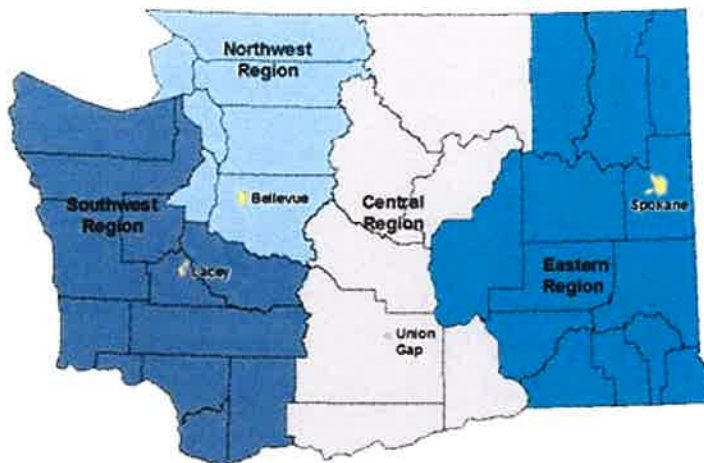 Northwest
Region
Southwest
Region
Bellevue
Lacey
Central
Region
Union
Gap
Spokane
Eastern
Region